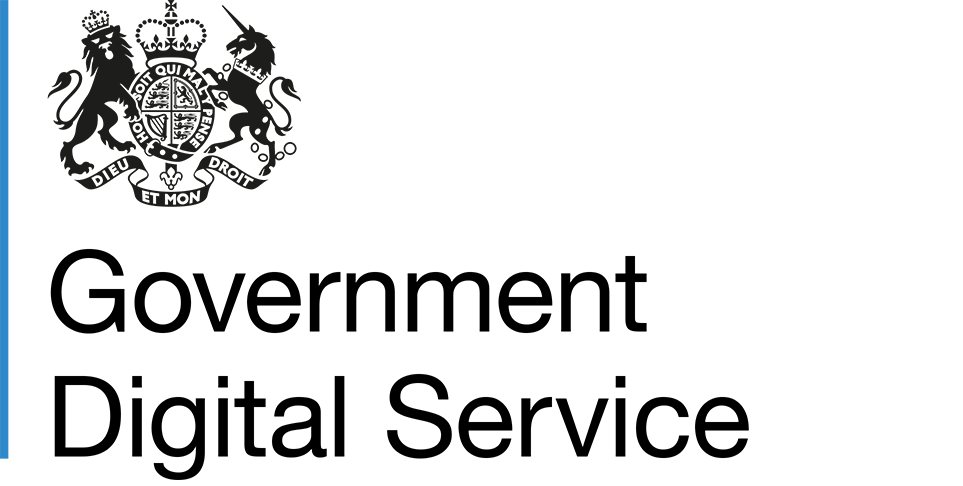 HONI SOIT QUI MAL Y PENSE
DIEU ET MON DROIT
Government
Digital Service